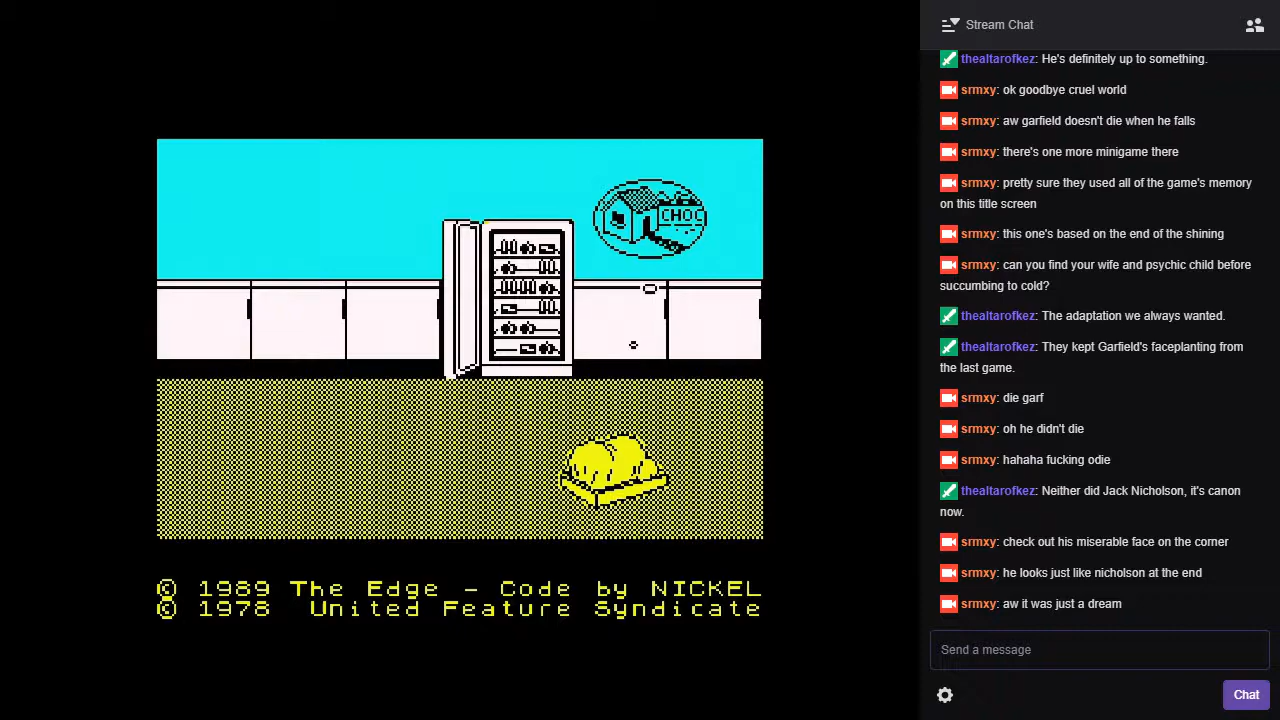 CHOC
© 1989 The Edge - Code by NICKEL
© 1978 United Feature Syndicate
Stream Chat
thealtarofkez: He's definitely up to something.
srmxy: ok goodbye cruel world
srmxy: aw garfield doesn't die when he falls
srmxy: there's one more minigame there
srmxy: pretty sure they used all of the game's memory
on this title screen
srmxy: this one's based on the end of the shining
srmxy: can you find your wife and psychic child before
succumbing to cold?
thealtarofkez: The adaptation we always wanted.
thealtarofkez: They kept Garfield's faceplanting from
the last game.
srmxy: die garf
srmxy: oh he didn't die
srmxy: hahaha fucking odie
thealtarofkez: Neither did Jack Nicholson, it's canon
now.
srmxy: check out his miserable face on the corner
srmxy: he looks just like nicholson at the end
srmxy: aw it was just a dream
Send a message
Chat